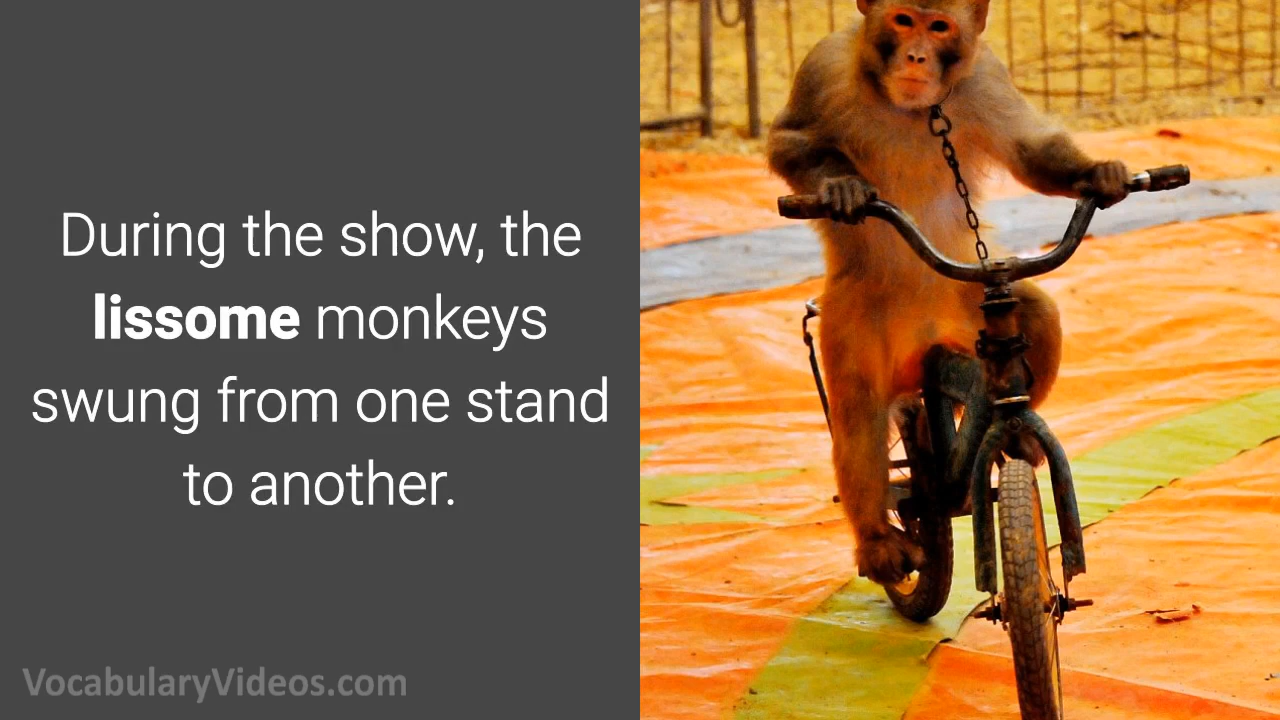 During the show, the
lissome monkeys
swung from one stand
to another.
VocabularyVideos.com